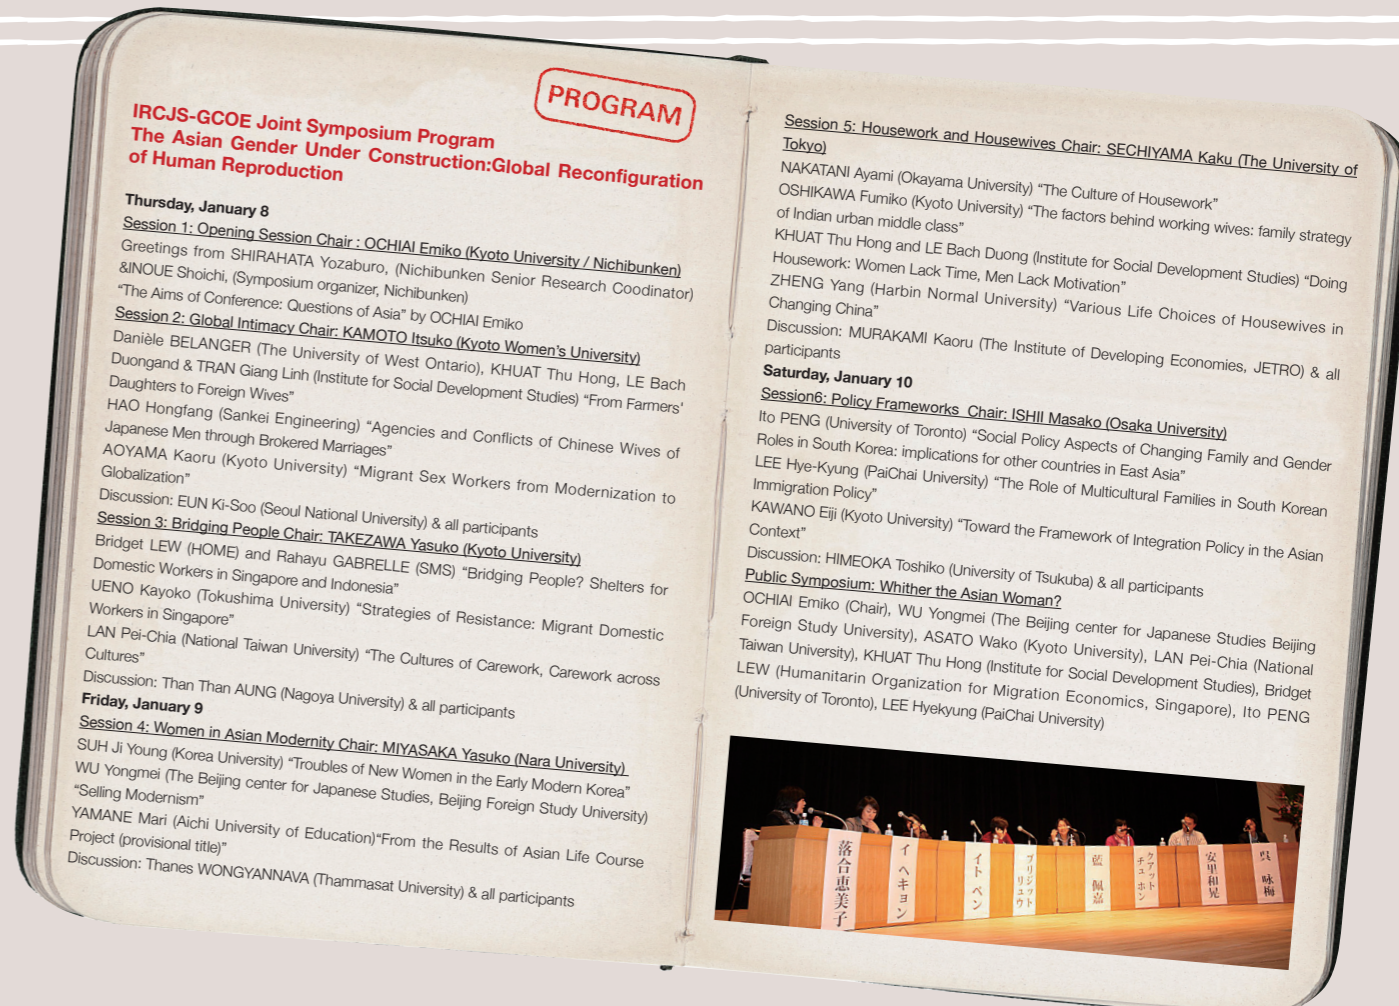 PROGRAM
IRCJS-GCOE Joint Symposium Program
The Asian Gender Under Construction:Global Reconfiguration
of Human Reproduction
Thursday, January 8
Session 1: Opening Session Chair : OCHIAI Emiko (Kyoto University / Nichibunken)
Greetings from SHIRAHATA Yozaburo, (Nichibunken Senior Research Coodinator)
&INOUE Shoichi, (Symposium organizer, Nichibunken)
“The Aims of Conference: Questions of Asia” by OCHIAI Emiko
Session 2: Global Intimacy Chair: KAMOTO Itsuko (Kyoto Women’s University)
Danièle BELANGER (The University of West Ontario), KHUAT Thu Hong, LE Bach
Duongand & TRAN Giang Linh (Institute for Social Development Studies) “From Farmers'
Daughters to Foreign Wives”
HAO Hongfang (Sankei Engineering) “Agencies and Conflicts of Chinese Wives of
Japanese Men through Brokered Marriages”
AOYAMA Kaoru (Kyoto University) “Migrant Sex Workers from Modernization to
Globalization”
Discussion: EUN Ki-Soo (Seoul National University) & all participants
Session 3: Bridging People Chair: TAKEZAWA Yasuko (Kyoto University)
Bridget LEW (HOME) and Rahayu GABRELLE (SMS) “Bridging People? Shelters for
Domestic Workers in Singapore and Indonesia”
UENO Kayoko (Tokushima University) “Strategies of Resistance: Migrant Domestic
Workers in Singapore”
LAN Pei-Chia (National Taiwan University) “The Cultures of Carework, Carework across
Cultures”
Discussion: Than Than AUNG (Nagoya University) & all participants
Friday, January 9
Session 4: Women in Asian Modernity Chair: MIYASAKA Yasuko (Nara University)
SUH Ji Young (Korea University) “Troubles of New Women in the Early Modern Korea”
WU Yongmei (The Beijing center for Japanese Studies, Beijing Foreign Study University)
“Selling Modernism”
YAMANE Mari (Aichi University of Education)“From the Results of Asian Life Course
Project (provisional title)”
Discussion: Thanes WONGYANNAVA (Thammasat University) & all participants
Session 5: Housework and Housewives Chair: SECHIYAMA Kaku (The University of
Tokyo)
NAKATANI Ayami (Okayama University) “The Culture of Housework”
OSHIKAWA Fumiko (Kyoto University) “The factors behind working wives: family strategy
of Indian urban middle class”
KHUAT Thu Hong and LE Bach Duong (Institute for Social Development Studies) “Doing
Housework: Women Lack Time, Men Lack Motivation”
ZHENG Yang (Harbin Normal University) “Various Life Choices of Housewives in
Changing China”
Discussion: MURAKAMI Kaoru (The Institute of Developing Economies, JETRO) & all
participants
Saturday, January 10
Session6: Policy Frameworks Chair: ISHII Masako (Osaka University)
Ito PENG (University of Toronto) “Social Policy Aspects of Changing Family and Gender
Roles in South Korea: implications for other countries in East Asia”
LEE Hye-Kyung (PaiChai University) “The Role of Multicultural Families in South Korean
Immigration Policy”
KAWANO Eiji (Kyoto University) “Toward the Framework of Integration Policy in the Asian
Context”
Discussion: HIMEOKA Toshiko (University of Tsukuba) & all participants
Public Symposium: Whither the Asian Woman?
OCHIAI Emiko (Chair), WU Yongmei (The Beijing center for Japanese Studies Beijing
Foreign Study University), ASATO Wako (Kyoto University), LAN Pei-Chia (National
Taiwan University), KHUAT Thu Hong (Institute for Social Development Studies), Bridget
LEW (Humanitarin Organization for Migration Economics, Singapore), Ito PENG
(University of Toronto), LEE Hyekyung (PaiChai University)
落合恵美子
イ ヘキョン
イト ペン
ブリジット
リュウ
藍 佩嘉
クアット
チュ ホン
安里和晃
呉 咏梅